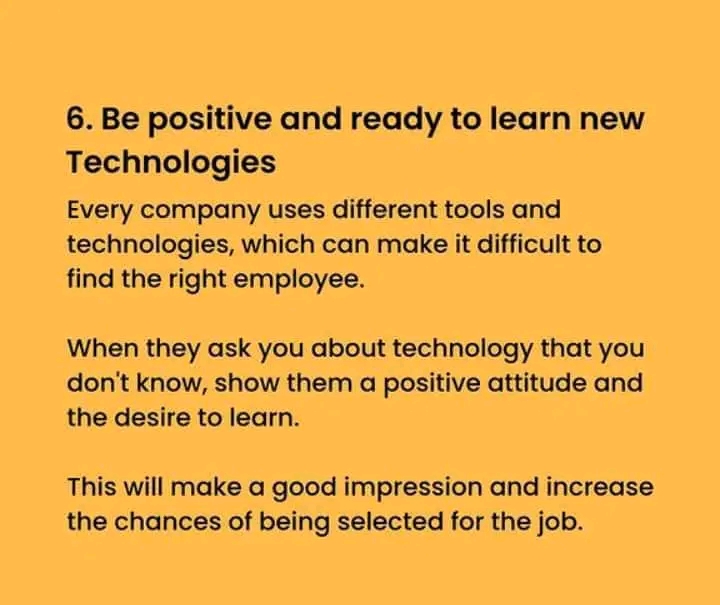 6. Be positive and ready to learn new
Technologies
Every company uses different tools and
technologies, which can make it difficult to
find the right employee.
When they ask you about technology that you
don't know, show them a positive attitude and
the desire to learn.
This will make a good impression and increase
the chances of being selected for the job.